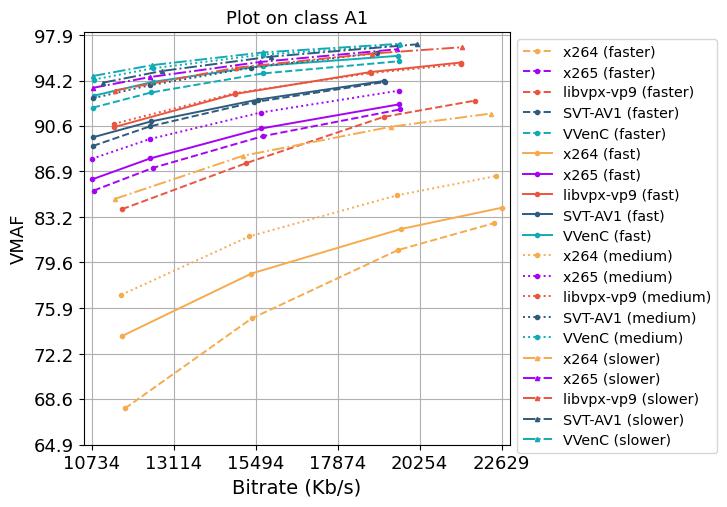 Plot on class A1
97.9
94.2
90.6
86.9
83.2
79.6
75.9
72.2
68.6
64.9
VMAF
10734 13114 15494 17874 20254 22629
Bitrate (Kb/s)
x264 (faster)
x265 (faster)
libvpx-vp9 (faster)
SVT-AV1 (faster)
VVenC (faster)
x264 (fast)
x265 (fast)
libvpx-vp9 (fast)
SVT-AV1 (fast)
VVenC (fast)
x264 (medium)
x265 (medium)
libvpx-vp9 (medium)
SVT-AV1 (medium)
VVenC (medium)
x264 (slower)
x265 (slower)
libvpx-vp9 (slower)
SVT-AV1 (slower)
VVenC (slower)